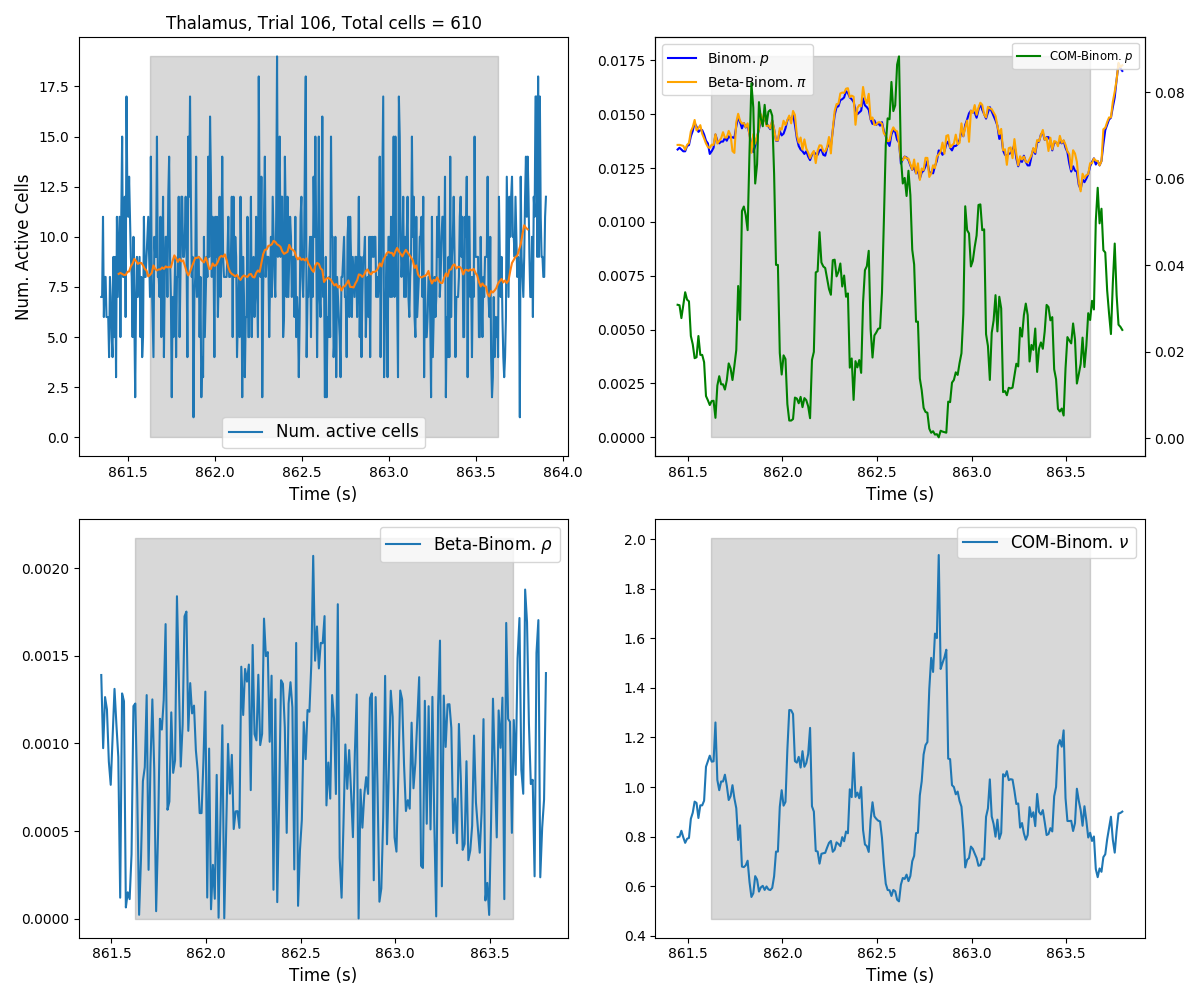 Thalamus, Trial 106, Total cells = 610
Num. Active Cells
17.5
15.0
12.5
10.0
7.5
5.0
2.5
0.0
Num. active cells
861.5 862.0 862.5 863.0 863.5 864.0
Time (s)
Binom. p
Beta-Binom. π
COM-Binom. p
0.0175
0.0150
0.0125
0.0100
0.0075
0.0050
0.0025
0.0000
0.08
0.06
0.04
0.02
0.00
861.5 862.0 862.5 863.0 863.5
Time (s)
Beta-Binom. ρ
0.0020
0.0015
0.0010
0.0005
0.0000
861.5 862.0 862.5 863.0 863.5
Time (s)
COM-Binom. ν
2.0
1.8
1.6
1.4
1.2
1.0
0.8
0.6
0.4
861.5 862.0 862.5 863.0 863.5
Time (s)